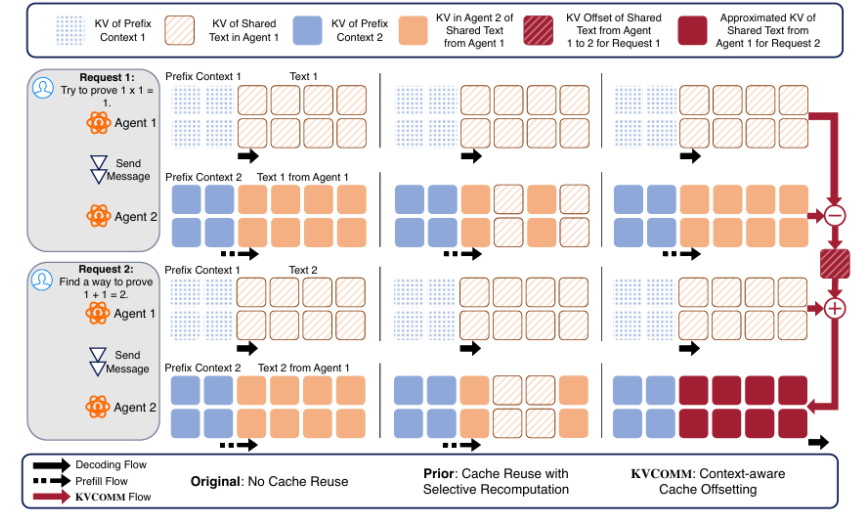 KV of Prefix
Context 1
KV of Shared
Text in Agent 1
KV of Prefix
Context 2
KV in Agent 2 of
Shared Text
from Agent 1
KV Offset of Shared
Text from Agent
1 to 2 for Request 1
Approximated KV of
Shared Text from
Agent 1 for Request 2
Request 1:
Try to prove 1 x 1 =
1.
Agent 1
Send
Message
Agent 2
Prefix Context 1
Text 1
Prefix Context 2
Text 1 from Agent 1
Request 2:
Find a way to prove
1 + 1 = 2.
Agent 1
Send
Message
Agent 2
Prefix Context 1
Text 2
Prefix Context 2
Text 2 from Agent 1
−
+
Decoding Flow
Prefill Flow
KVCOMM Flow
Original: No Cache Reuse
Prior: Cache Reuse with
Selective Recomputation
KVCOMM: Context-aware
Cache Offsetting